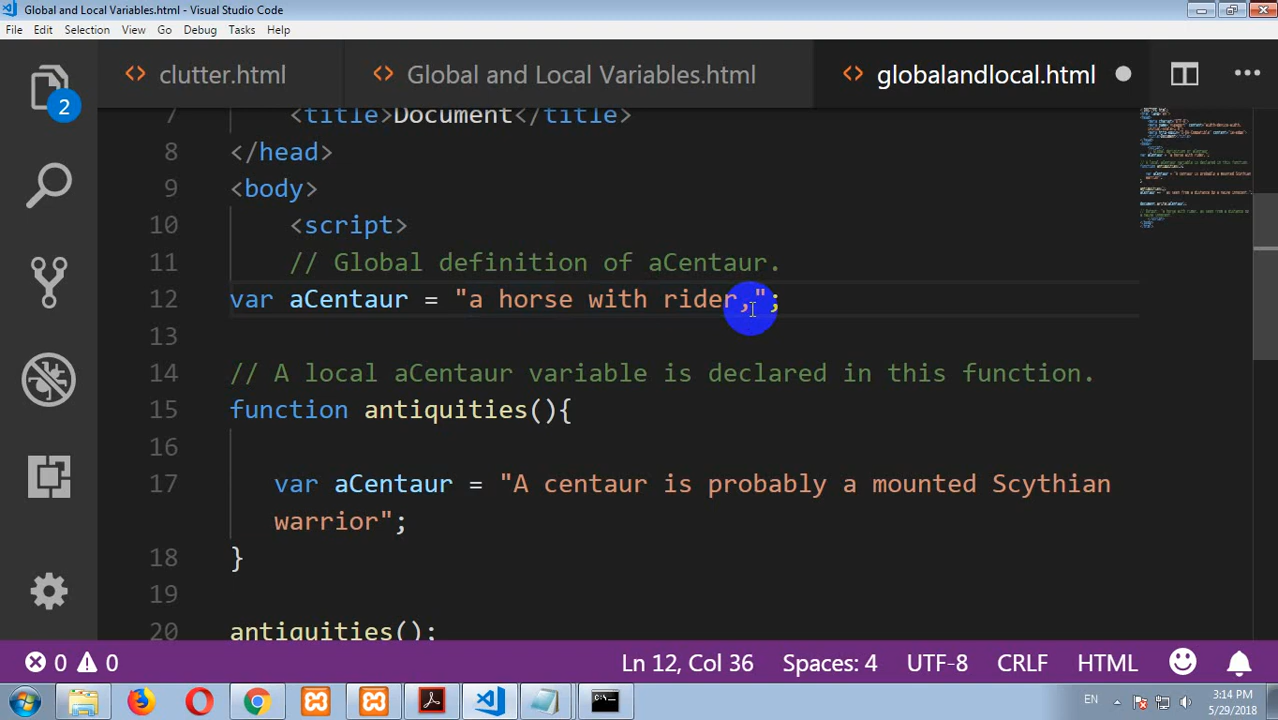 Global and Local Variables.html - Visual Studio Code
File Edit Selection View Go Debug Tasks Help
clutter.html Global and Local Variables.html globalandlocal.html
2
7 <title>Document</title>
8 </head>
9 <body>
10 <script>
11 // Global definition of aCentaur.
12 var aCentaur = "a horse with rider,";
13
14 // A local aCentaur variable is declared in this function.
15 function antiquities(){
16
17 var aCentaur = "A centaur is probably a mounted Scythian
warrior";
18 }
19
20 antiquities();
0 0 Ln 12, Col 36 Spaces: 4 UTF-8 CRLF HTML
EN 3:14 PM
5/29/2018